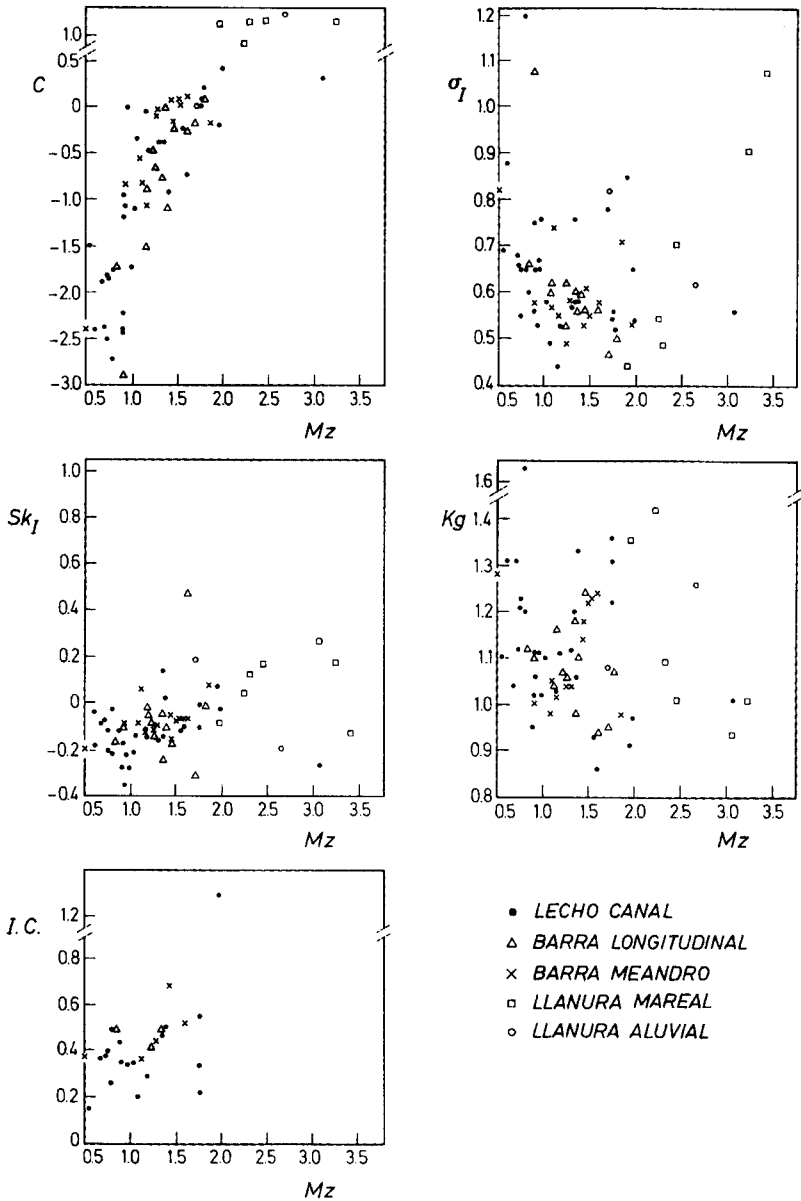 1.0
0.5
C
0
-0.5
-1.0
-1.5
-2.0
-2.5
-3.0
0.5 1.0 1.5 2.0 2.5 3.0 3.5
Mz
1.2
σI
1.1
1.0
0.9
0.8
0.7
0.6
0.5
0.4
0.5 1.0 1.5 2.0 2.5 3.0 3.5
Mz
1.0
0.8
SkI
0.6
0.4
0.2
0
-0.2
-0.4
0.5 1.0 1.5 2.0 2.5 3.0 3.5
Mz
1.6
Kg
1.4
1.3
1.2
1.1
1.0
0.9
0.8
0.5 1.0 1.5 2.0 2.5 3.0 3.5
Mz
I.C.
1.2
0.8
0.6
0.4
0.2
0
0.5 1.0 1.5 2.0 2.5 3.0 3.5
Mz
LECHO CANAL
BARRA LONGITUDINAL
BARRA MEANDRO
LLANURA MAREAL
LLANURA ALUVIAL